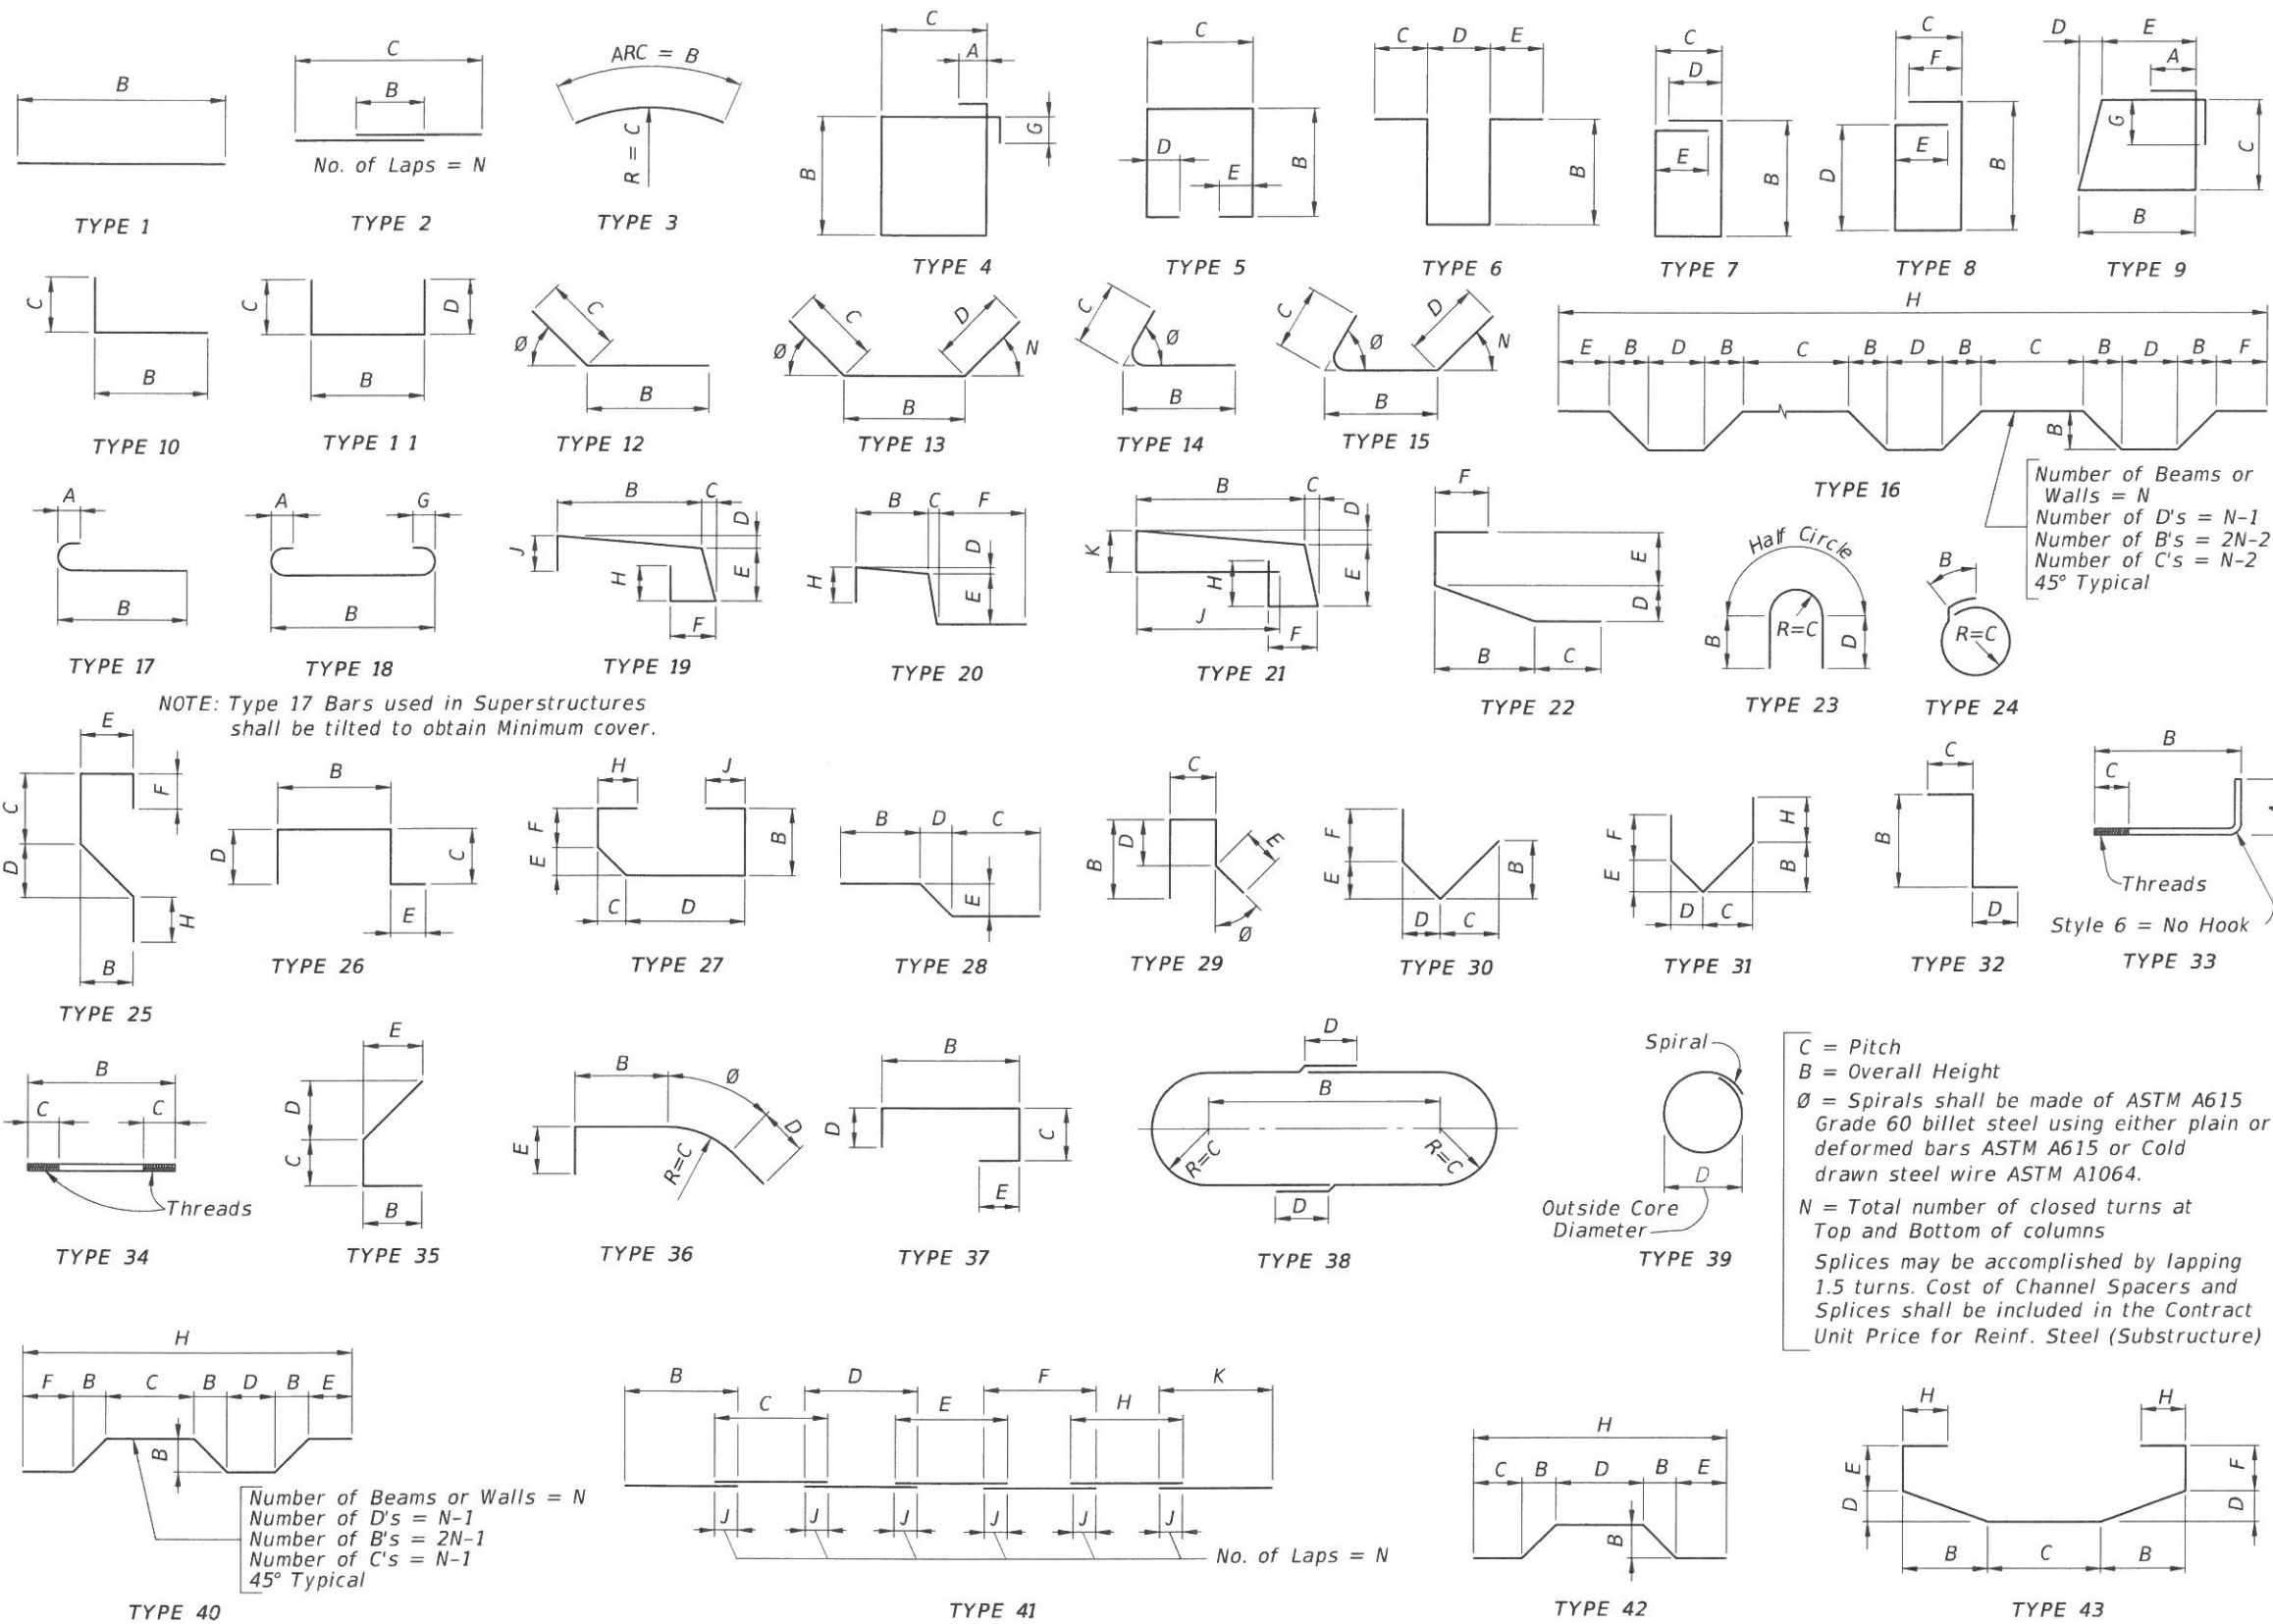 C
A
C
C
D
E
C
D
C
F
D
E
A
B
C
B
ARC = B
R = C
No. of Laps = N
B
G
D
E
B
B
E
B
D
E
B
G
C
B
TYPE 1
TYPE 2
TYPE 3
TYPE 4
TYPE 5
TYPE 6
TYPE 7
TYPE 8
TYPE 9
C
B
C
D
B
C
Ø
B
C
D
Ø
N
B
C
Ø
B
C
D
Ø
N
B
H
E
B
D
B
C
B
D
B
C
B
D
B
F
B
TYPE 10
TYPE 1 1
TYPE 12
TYPE 13
TYPE 14
TYPE 15
TYPE 16
Number of Beams or
Walls = N
Number of D's = N-1
Number of B's = 2N-2
Number of C's = N-2
45° Typical
A
B
A
G
B
B
C
D
J
H
E
F
B
C
F
D
H
E
B
C
D
K
H
E
J
F
F
E
D
B
C
Half Circle
R=C
B
D
B
R=C
TYPE 17
TYPE 18
TYPE 19
TYPE 20
TYPE 21
TYPE 22
TYPE 23
TYPE 24
NOTE: Type 17 Bars used in Superstructures
shall be tilted to obtain Minimum cover.
E
C
F
D
H
B
B
D
C
E
H
J
F
E
B
C
D
B
D
C
E
C
B
D
E
Ø
F
E
B
D
C
F
H
E
B
D
C
C
B
D
B
C
Threads
Style 6 = No Hook
TYPE 25
TYPE 26
TYPE 27
TYPE 28
TYPE 29
TYPE 30
TYPE 31
TYPE 32
TYPE 33
B
C
C
Threads
E
D
C
B
B
Ø
D
E
R=C
B
D
C
E
D
B
R=C
R=C
D
Spiral
D
Outside Core
Diameter
TYPE 34
TYPE 35
TYPE 36
TYPE 37
TYPE 38
TYPE 39
C = Pitch
B = Overall Height
Ø = Spirals shall be made of ASTM A615
Grade 60 billet steel using either plain or
deformed bars ASTM A615 or Cold
drawn steel wire ASTM A1064.
N = Total number of closed turns at
Top and Bottom of columns
Splices may be accomplished by lapping
1.5 turns. Cost of Channel Spacers and
Splices shall be included in the Contract
Unit Price for Reinf. Steel (Substructure)
H
F
B
C
B
D
B
E
B
Number of Beams or Walls = N
Number of D's = N-1
Number of B's = 2N-1
Number of C's = N-1
45° Typical
TYPE 40
B
D
F
K
C
E
H
J
J
J
J
J
J
No. of Laps = N
TYPE 41
H
C
B
D
B
E
B
TYPE 42
H
H
E
F
D
D
B
C
B
TYPE 43